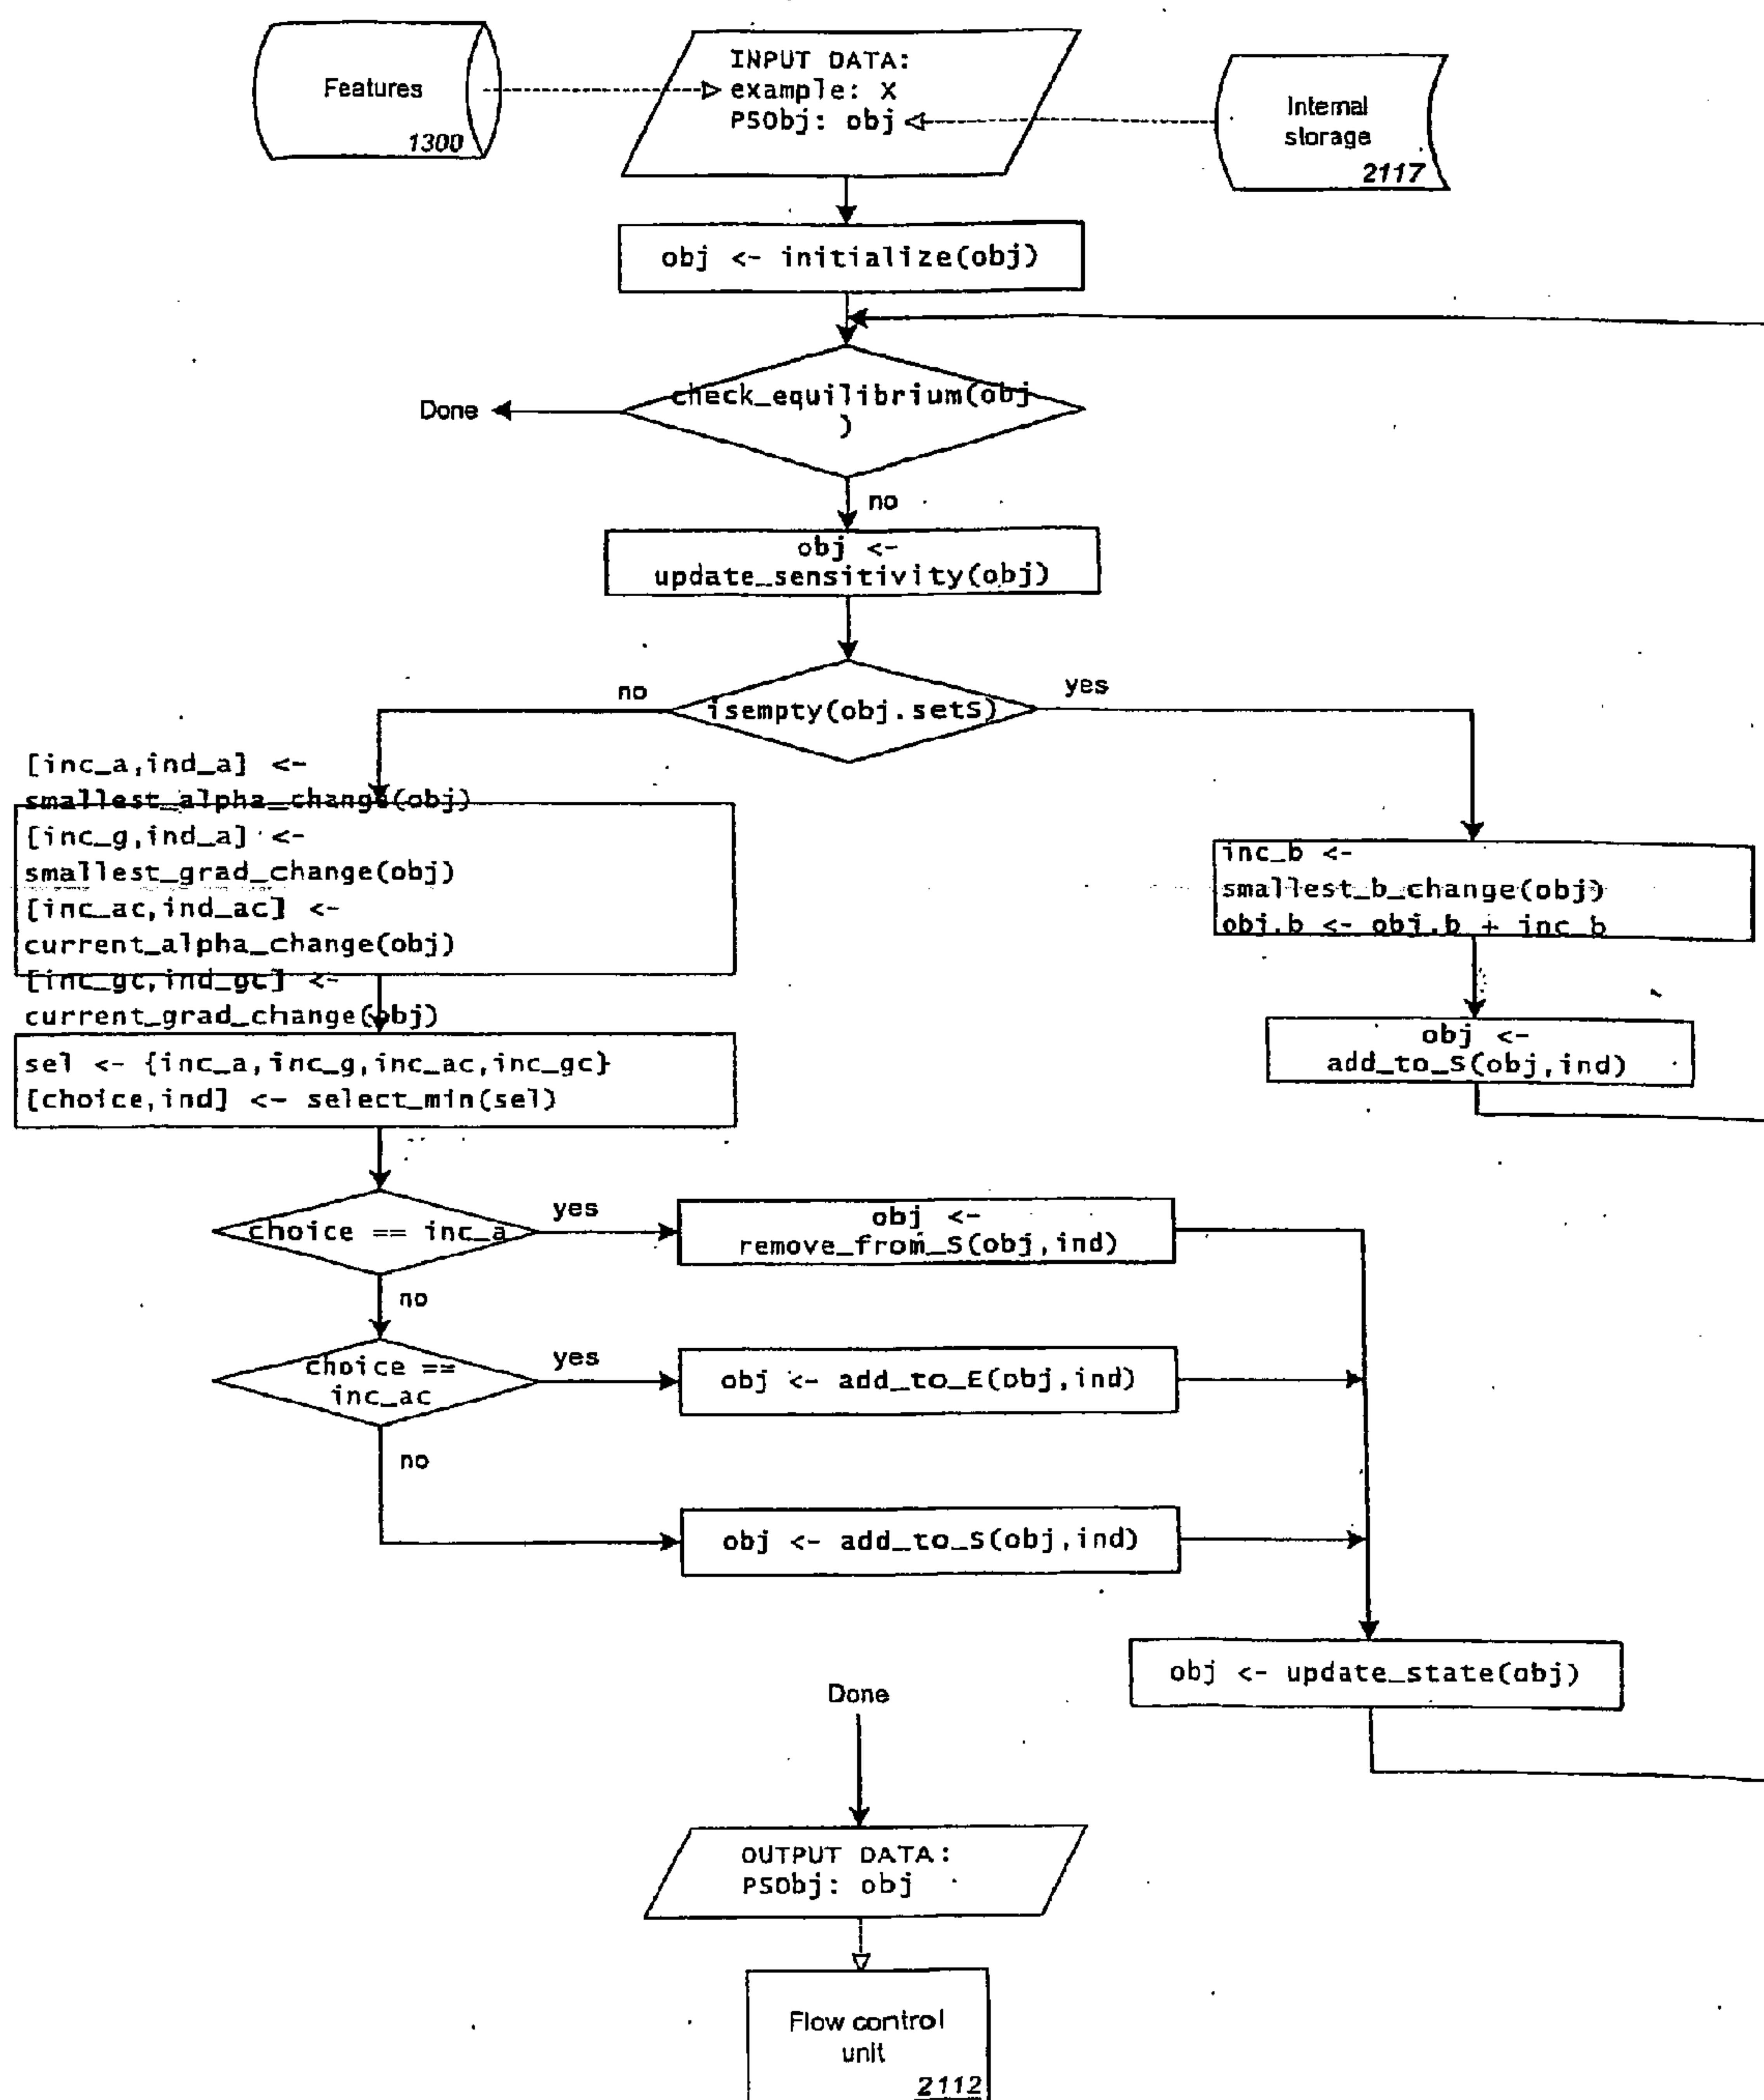 Features
1300
INPUT DATA:
example: X
PSObj: obj
Internal
storage
2117
obj <- initialize(obj)
check_equilibrium(obj
)
Done
no
obj <-
update_sensitivity(obj)
isempty(obj.setS)
no
yes
[inc_a,ind_a] <-
smallest_alpha_change(obj)
[inc_g,ind_a] <-
smallest_grad_change(obj)
[inc_ac,ind_ac] <-
current_alpha_change(obj)
[inc_gc,ind_gc] <-
current_grad_change(obj)
inc_b <-
smallest_b_change(obj)
obj.b <- obj.b + inc_b
obj <-
add_to_S(obj,ind)
sel <- {inc_a,inc_g,inc_ac,inc_gc}
[choice,ind] <- select_min(sel)
choice == inc_a
yes
obj <-
remove_from_S(obj,ind)
no
choice ==
inc_ac
yes
obj <- add_to_E(obj,ind)
no
obj <- add_to_S(obj,ind)
obj <- update_state(obj)
Done
OUTPUT DATA:
PSObj: obj
Flow control
unit
2112